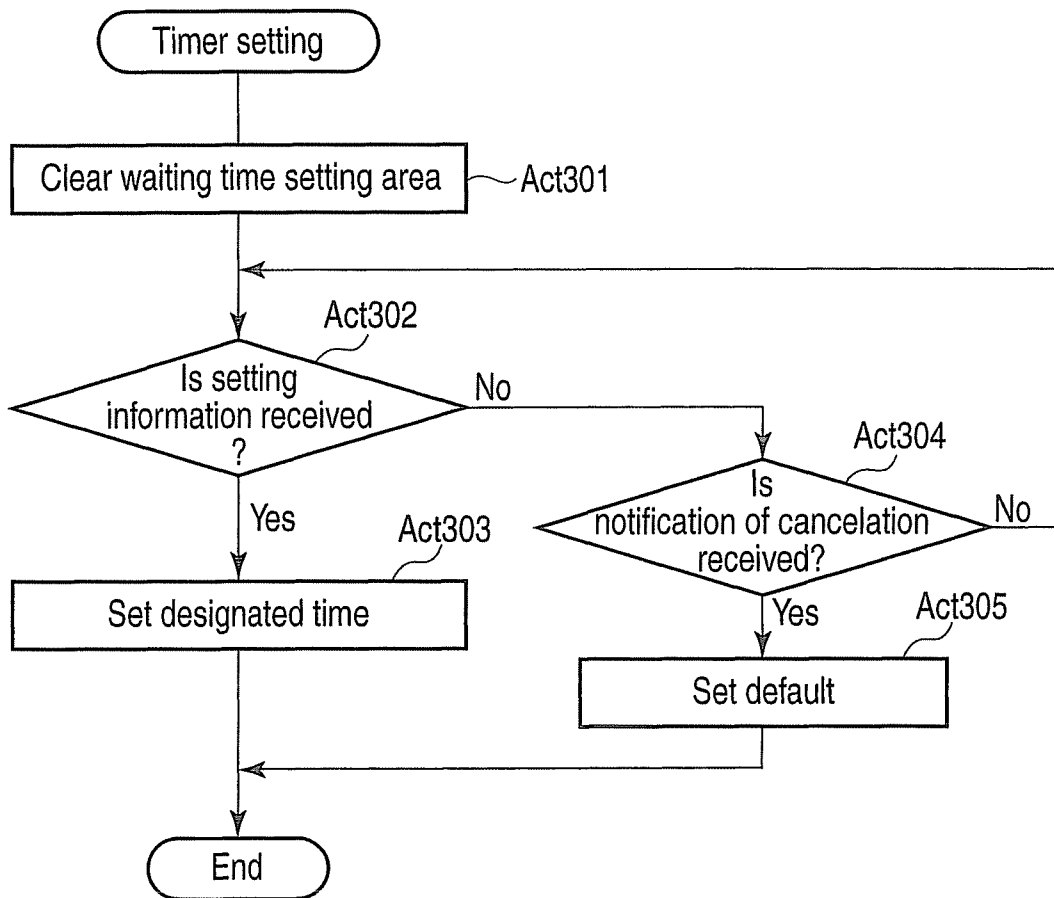 Timer setting
Clear waiting time setting area
Act301
Act302
Is setting
information received
?
No
Yes
Act304
Is
notification of cancelation
received?
No
Act303
Set designated time
Yes
Act305
Set default
End